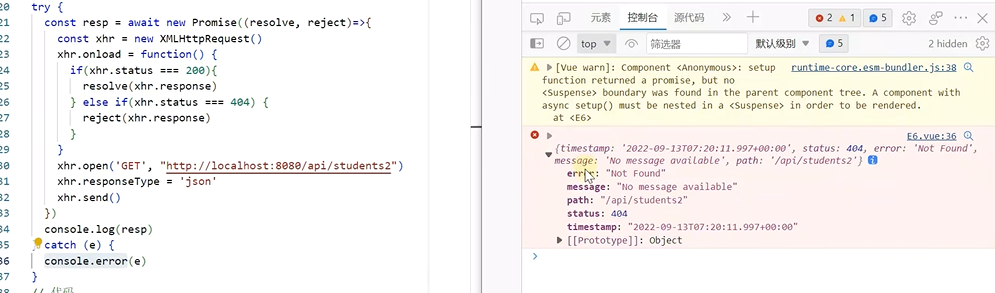 20 try {
21 const resp = await new Promise((resolve, reject)=>{
22 const xhr = new XMLHttpRequest()
23 xhr.onload = function() {
24 if(xhr.status === 200){
25 resolve(xhr.response)
26 } else if(xhr.status === 404) {
27 reject(xhr.response)
28 }
29 }
30 xhr.open('GET', "http://localhost:8080/api/students2")
31 xhr.responseType = 'json'
32 xhr.send()
33 })
34 console.log(resp)
35 catch (e) {
36 console.error(e)
37 }
38 // 代码
元素 控制台 源代码 2 1 5
top 筛选器 默认级别 5 2 hidden
[Vue warn]: Component <Anonymous>: setup runtime-core.esm-bundler.js:38
function returned a promise, but no
<Suspense> boundary was found in the parent component tree. A component with
async setup() must be nested in a <Suspense> in order to be rendered.
at <E6>
E6.vue:36
{timestamp: '2022-09-13T07:20:11.997+00:00', status: 404, error: 'Not Found',
message: 'No message available', path: '/api/students2'}
error: "Not Found"
message: "No message available"
path: "/api/students2"
status: 404
timestamp: "2022-09-13T07:20:11.997+00:00"
[[Prototype]]: Object